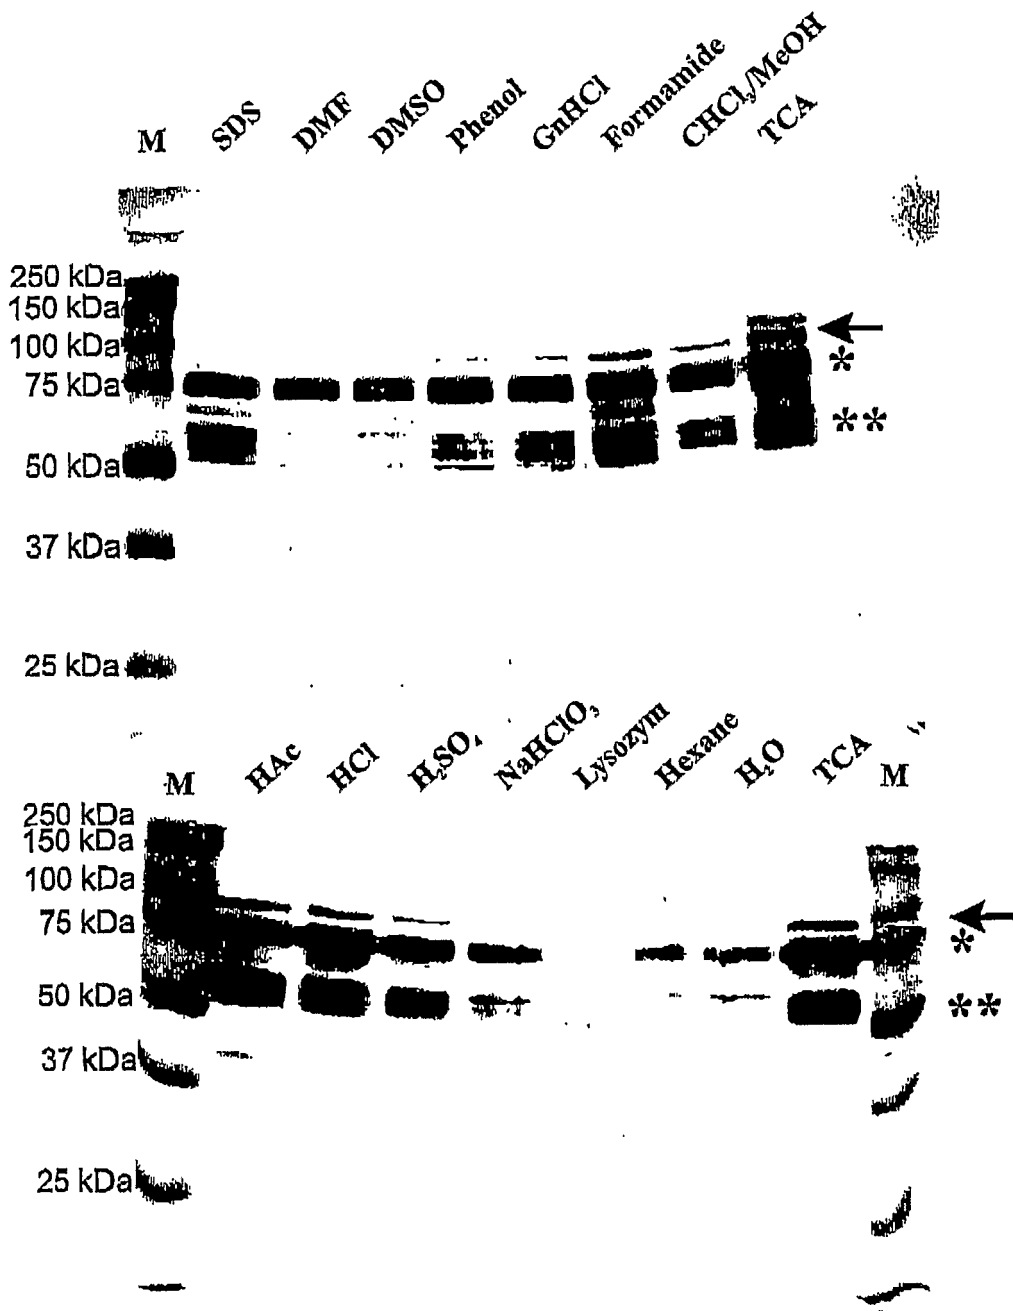 M SDS DMF DMSO Phenol GnHCl Formamide CHCl₃/MeOH TCA
250 kDa
150 kDa
100 kDa
*
75 kDa
**
50 kDa
37 kDa
25 kDa
M HAc HCl H₂SO₄ NaHClO₃ Lysozym Hexane H₂O TCA M
250 kDa
150 kDa
100 kDa
75 kDa
*
50 kDa
**
37 kDa
25 kDa